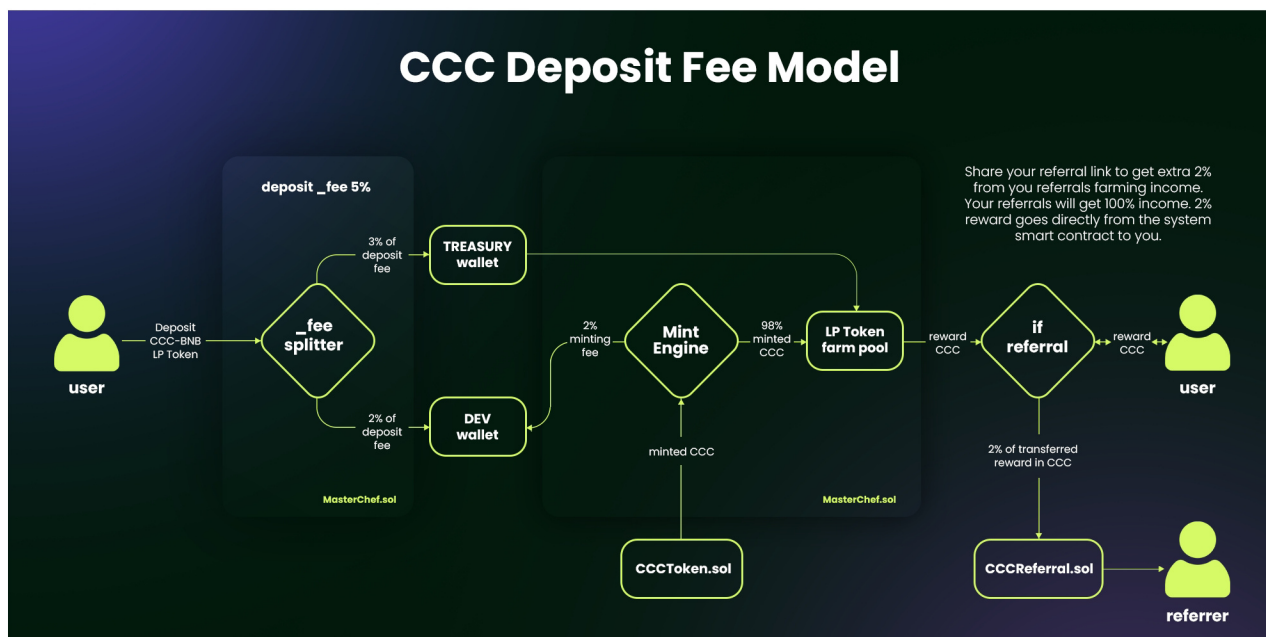 CCC Deposit Fee Model
deposit _fee 5%
Share your referral link to get extra 2%
from you referrals farming income.
Your referrals will get 100% income. 2%
reward goes directly from the system
smart contract to you.
3% of
deposit
fee
TREASURY
wallet
Deposit
CCC-BNB
LP Token
user
_fee
splitter
2%
minting
fee
Mint
Engine
98%
minted
CCC
LP Token
farm pool
reward
CCC
if
referral
reward
CCC
user
2% of
deposit
fee
DEV
wallet
minted CCC
2% of transferred
reward in CCC
MasterChef.sol
MasterChef.sol
CCCToken.sol
CCCReferral.sol
referrer